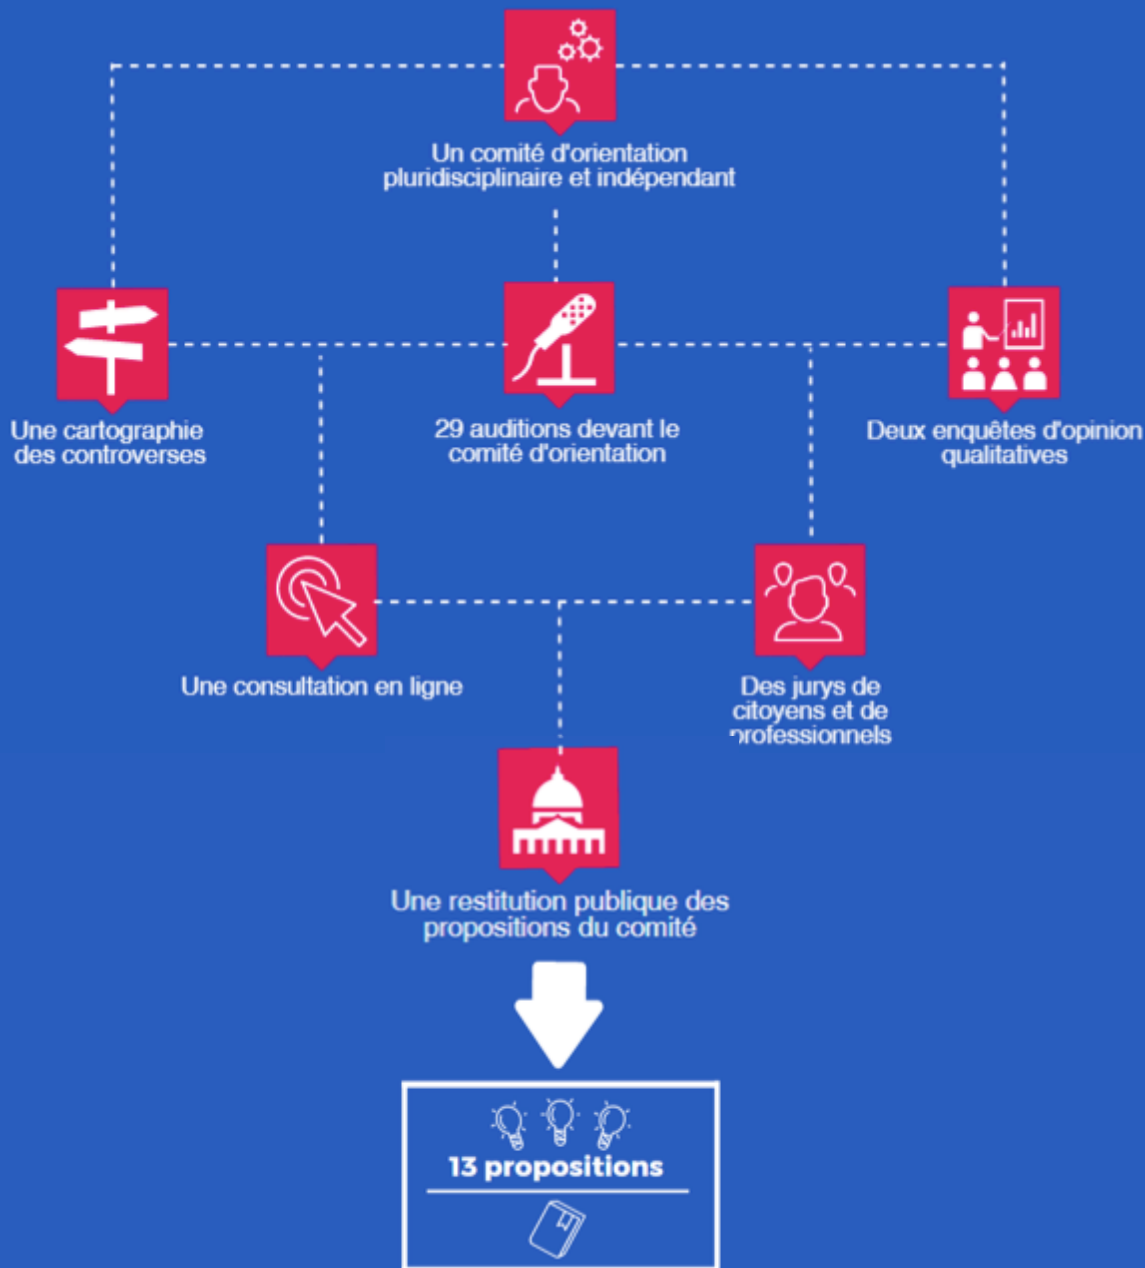 Un comité d'orientation
pluridisciplinaire et indépendant
Une cartographie
des controverses
29 auditions devant le
comité d'orientation
Deux enquêtes d'opinion
qualitatives
Une consultation en ligne
Des jurys de
citoyens et de
professionnels
Une restitution publique des
propositions du comité
13 propositions